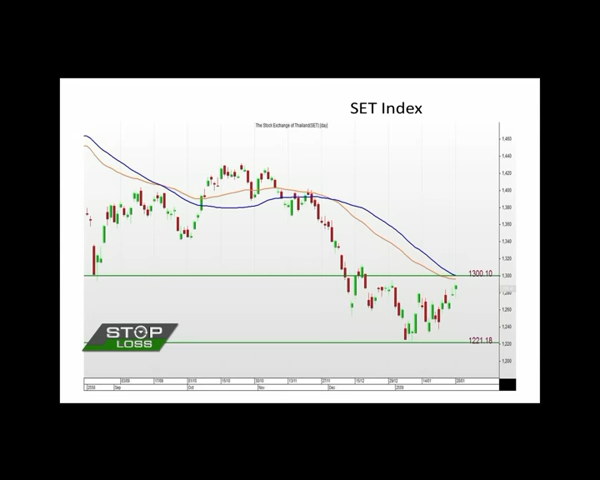 SET Index
The Stock Exchange of Thailand(SET) [day]
1,460
1,440
1,420
1,400
1,380
1,360
1,340
1,320
1300.10
1,300
1,280
1,260
1,240
1221.18
1,220
1,200
STOP
LOSS
Sep
Oct
Nov
Dec